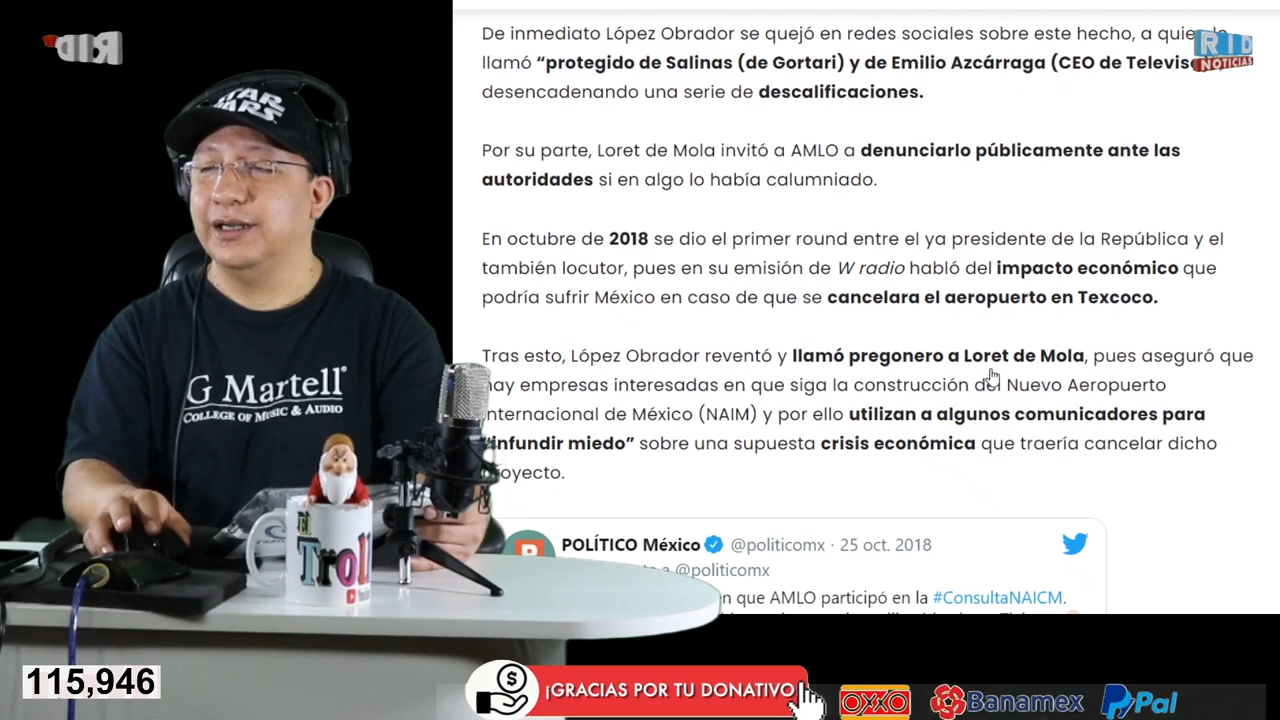 De inmediato López Obrador se quejó en redes sociales sobre este hecho, a
llamó “protegido de Salinas (de Gortari) y de Emilio Azcárraga (CEO de
desencadenando una serie de descalificaciones.
Por su parte, Loret de Mola invitó a AMLO a denunciarlo públicamente ante las
autoridades si en algo lo había calumniado.
En octubre de 2018 se dio el primer round entre el ya presidente de la República y el
también locutor, pues en su emisión de W radio habló del impacto económico que
podría sufrir México en caso de que se cancelara el aeropuerto en Texcoco.
Tras esto, López Obrador reventó y llamó pregonero a Loret de Mola, pues aseguró que
hay empresas interesadas en que siga la construcción del Nuevo Aeropuerto
Internacional de México (NAIM) y por ello utilizan a algunos comunicadores para
“infundir miedo” sobre una supuesta crisis económica que traería cancelar dicho
proyecto.
POLÍTICO México @politicomx · 25 oct. 2018
a @politicomx
en que AMLO participó en la #ConsultaNAICM.
RID
NOTICIAS
RID
STAR
WARS
G Martell
COLLEGE OF MUSIC & AUDIO
El
Troll
115,946
¡GRACIAS POR TU DONATIVO
OXXO
Banamex
PayPal